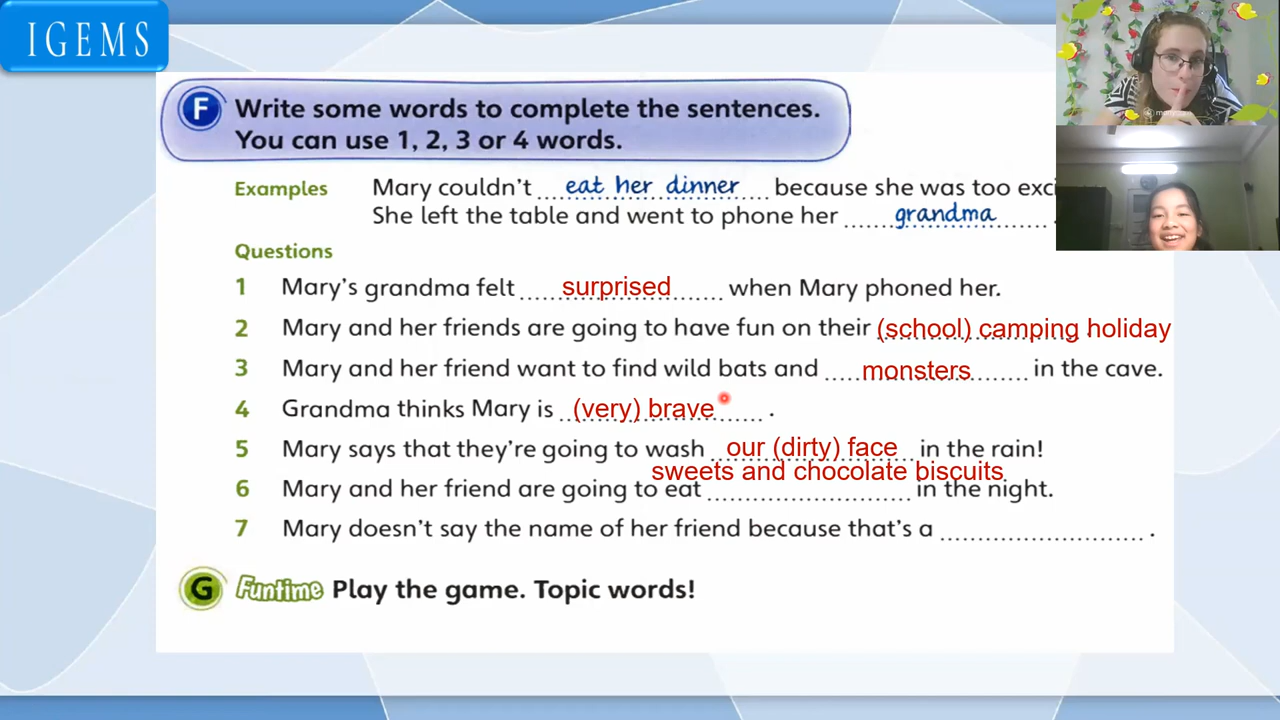 IGEMS
F Write some words to complete the sentences.
You can use 1, 2, 3 or 4 words.
Examples Mary couldn't eat her dinner because she was too exci
She left the table and went to phone her grandma .
Questions
1 Mary's grandma felt surprised when Mary phoned her.
2 Mary and her friends are going to have fun on their (school) camping holiday
3 Mary and her friend want to find wild bats and monsters in the cave.
4 Grandma thinks Mary is (very) brave .
5 Mary says that they're going to wash our (dirty) face in the rain!
sweets and chocolate biscuits
6 Mary and her friend are going to eat in the night.
7 Mary doesn't say the name of her friend because that's a .
G Funtime Play the game. Topic words!